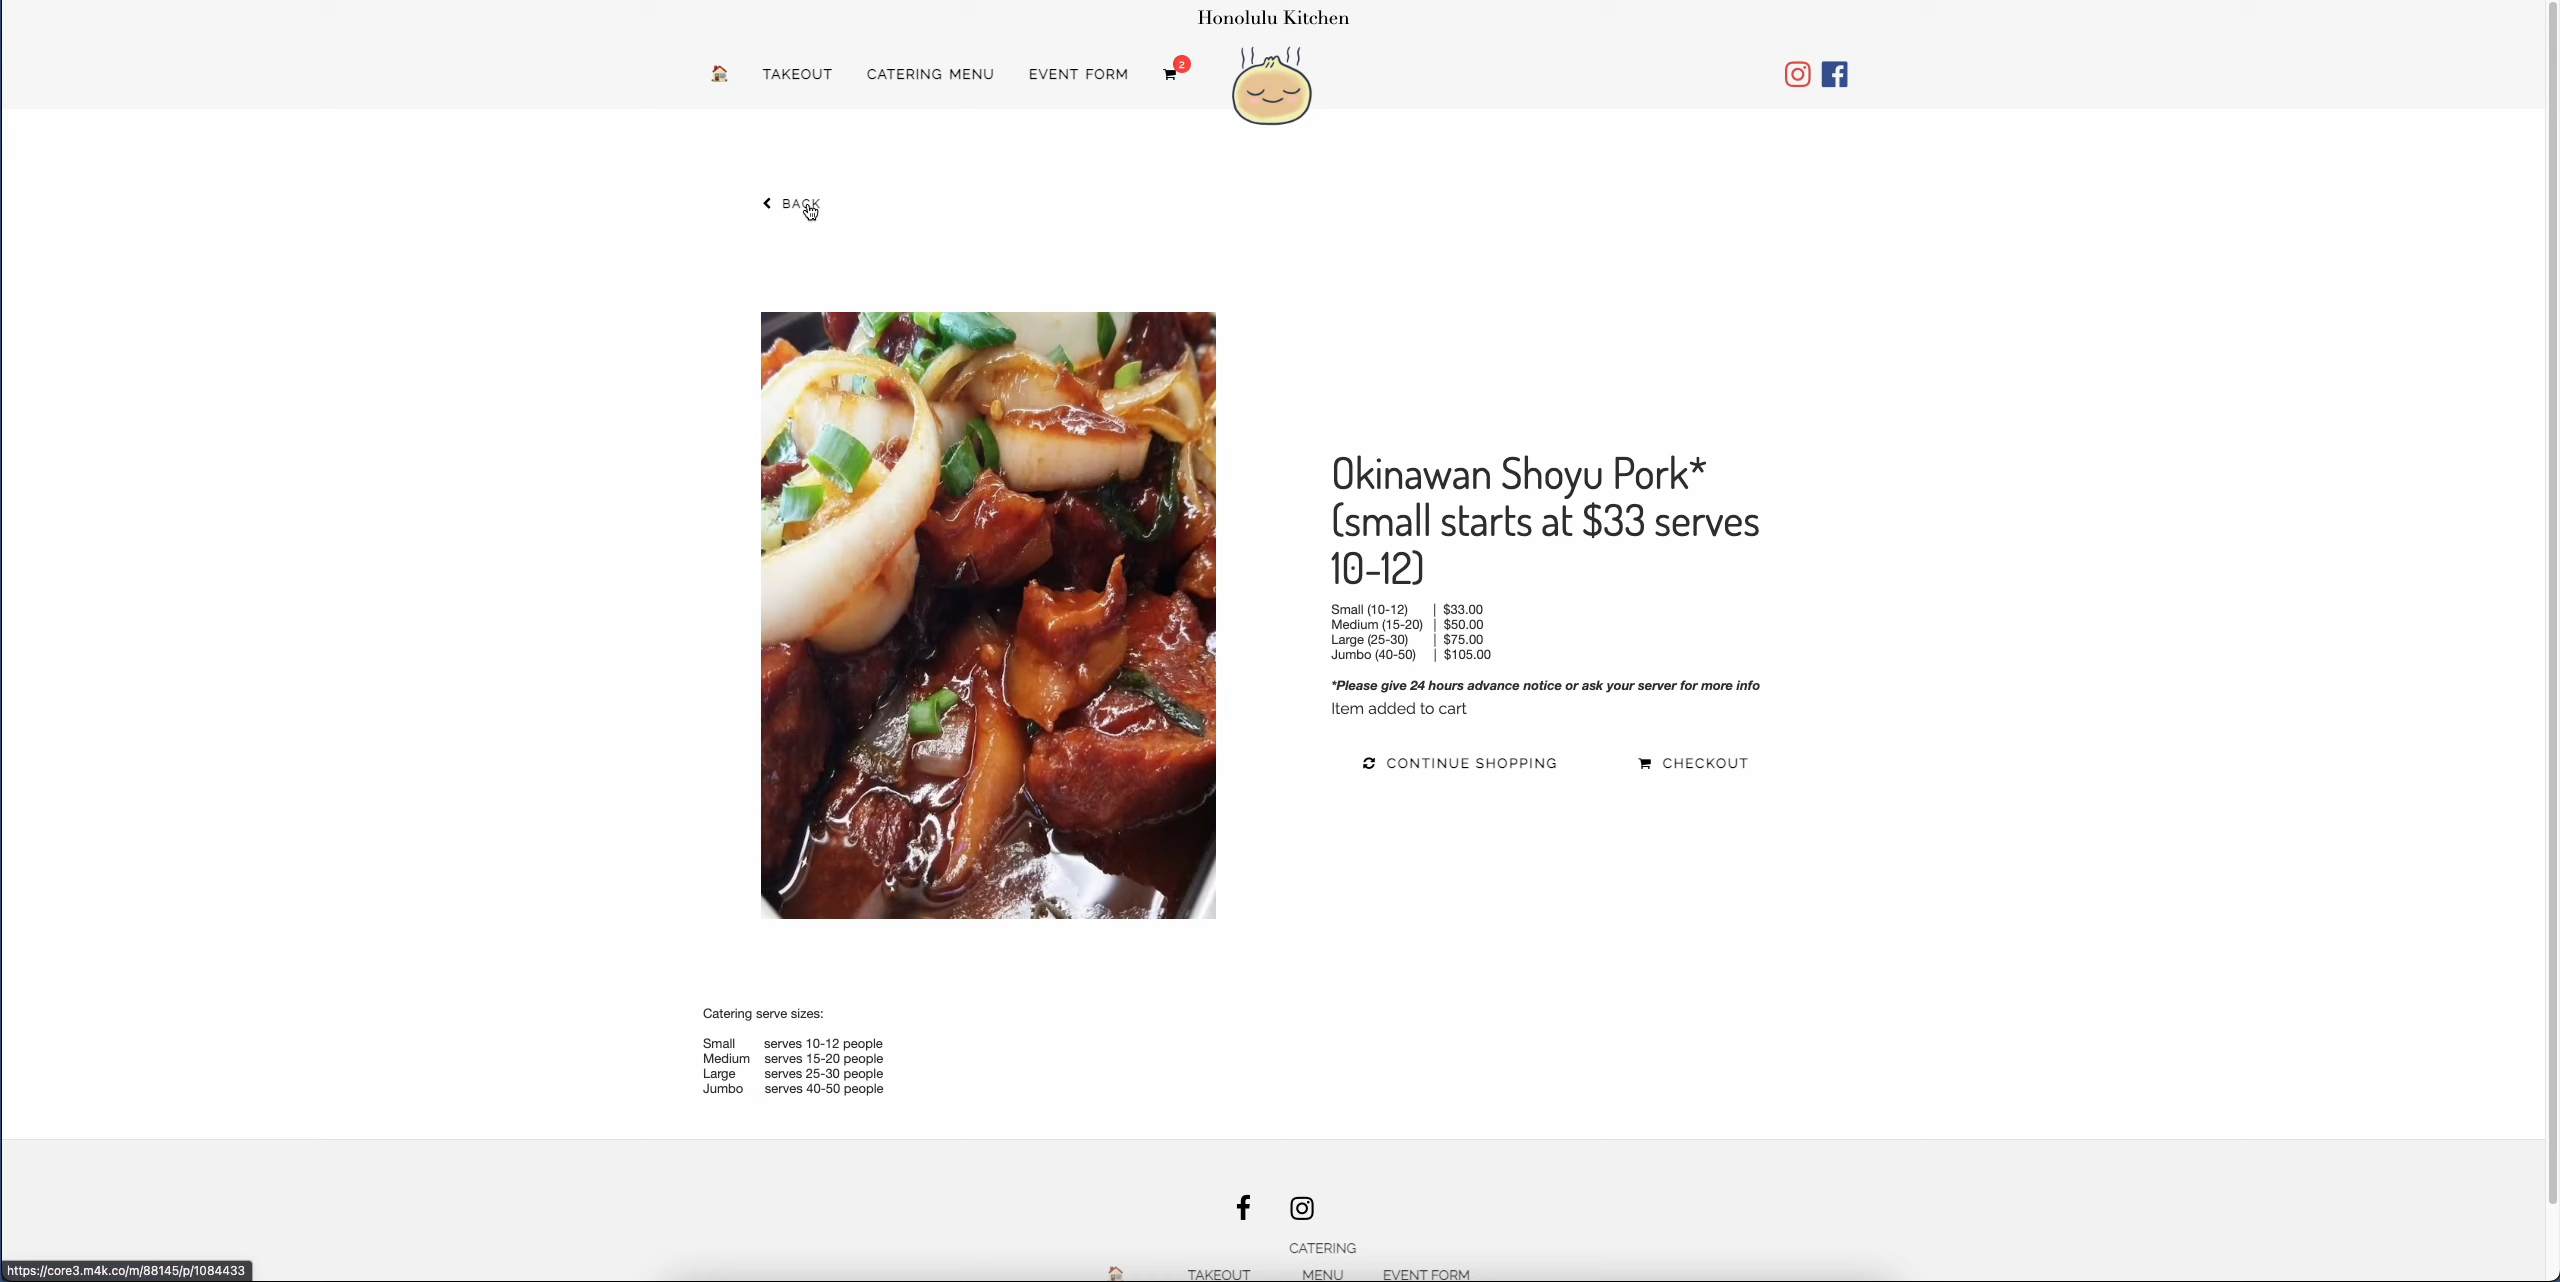 Honolulu Kitchen
TAKEOUT CATERING MENU EVENT FORM 2
BACK
Okinawan Shoyu Pork*
(small starts at $33 serves
10-12)
Small (10-12) | $33.00
Medium (15-20) | $50.00
Large (25-30) | $75.00
Jumbo (40-50) | $105.00
*Please give 24 hours advance notice or ask your server for more info
Item added to cart
CONTINUE SHOPPING CHECKOUT
Catering serve sizes:
Small serves 10-12 people
Medium serves 15-20 people
Large serves 25-30 people
Jumbo serves 40-50 people
CATERING
TAKEOUT MENU EVENT FORM
https://core3.m4k.co/m/88145/p/1084433